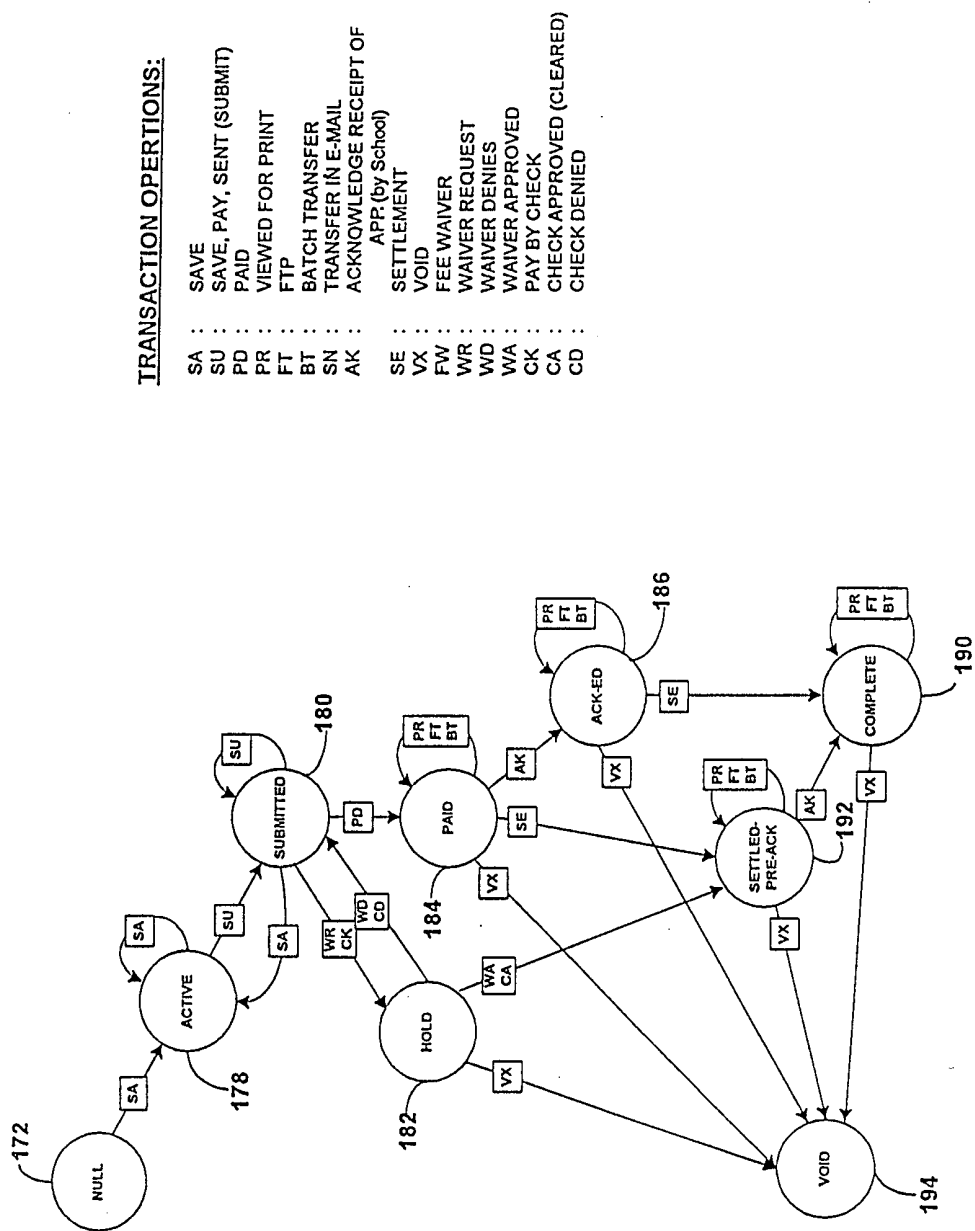 TRANSACTION OPERTIONS:
SA : SAVE
SU : SAVE, PAY, SENT (SUBMIT)
PD : PAID
PR : VIEWED FOR PRINT
FT : FTP
BT : BATCH TRANSFER
SN : TRANSFER IN E-MAIL
AK : ACKNOWLEDGE RECEIPT OF
APP. (by School)
SE : SETTLEMENT
VX : VOID
FW : FEE WAIVER
WR : WAIVER REQUEST
WD : WAIVER DENIES
WA : WAIVER APPROVED
CK : PAY BY CHECK
CA : CHECK APPROVED (CLEARED)
CD : CHECK DENIED
172
NULL
SA
178
ACTIVE
SA
SU
SA
180
SUBMITTED
SU
PD
WR
CK
WD
CD
182
HOLD
VX
WA
CA
184
PAID
PR
FT
BT
AK
SE
VX
186
ACK-ED
PR
FT
BT
SE
VX
192
SETTLED-
PRE-ACK
PR
FT
BT
AK
VX
190
COMPLETE
PR
FT
BT
VX
194
VOID